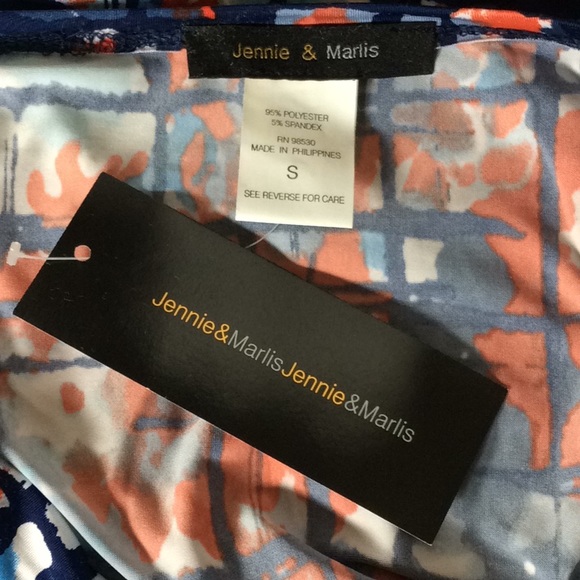 Jennie & Marlis
95% POLYESTER
5% SPANDEX
RN 98530
MADE IN PHILIPPINES
S
SEE REVERSE FOR CARE
Jennie&MarlisJennie&Marlis